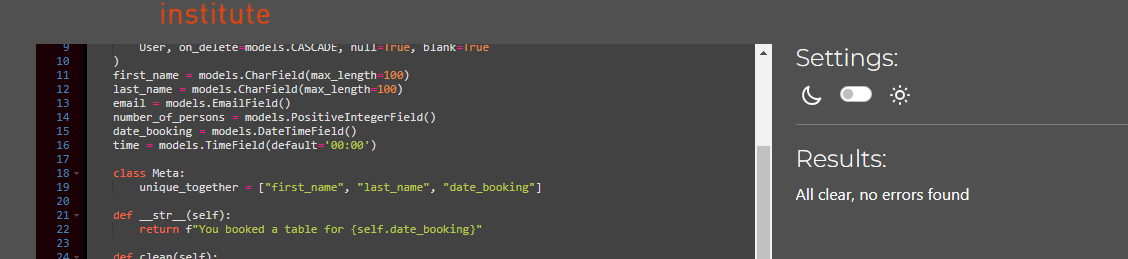 institute
9 User, on_delete=models.CASCADE, null=True, blank=True
10 )
11 first_name = models.CharField(max_length=100)
12 last_name = models.CharField(max_length=100)
13 email = models.EmailField()
14 number_of_persons = models.PositiveIntegerField()
15 date_booking = models.DateTimeField()
16 time = models.TimeField(default='00:00')
17
18 class Meta:
19 unique_together = ["first_name", "last_name", "date_booking"]
20
21 def __str__(self):
22 return f"You booked a table for {self.date_booking}"
23
24 def clean(self):
Settings:
Results:
All clear, no errors found